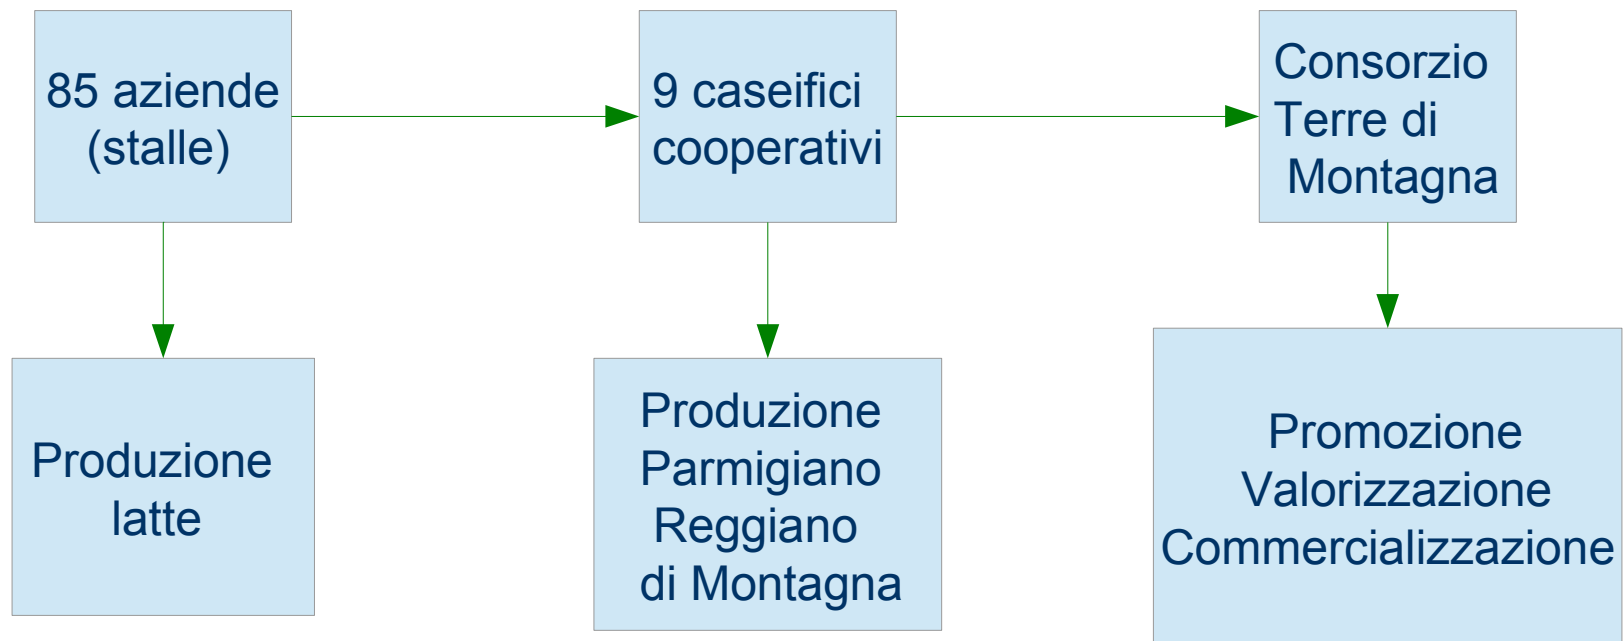 85 aziende
(stalle)
9 caseifici
cooperativi
Consorzio
Terre di
Montagna
Produzione
latte
Produzione
Parmigiano
Reggiano
di Montagna
Promozione
Valorizzazione
Commercializzazione